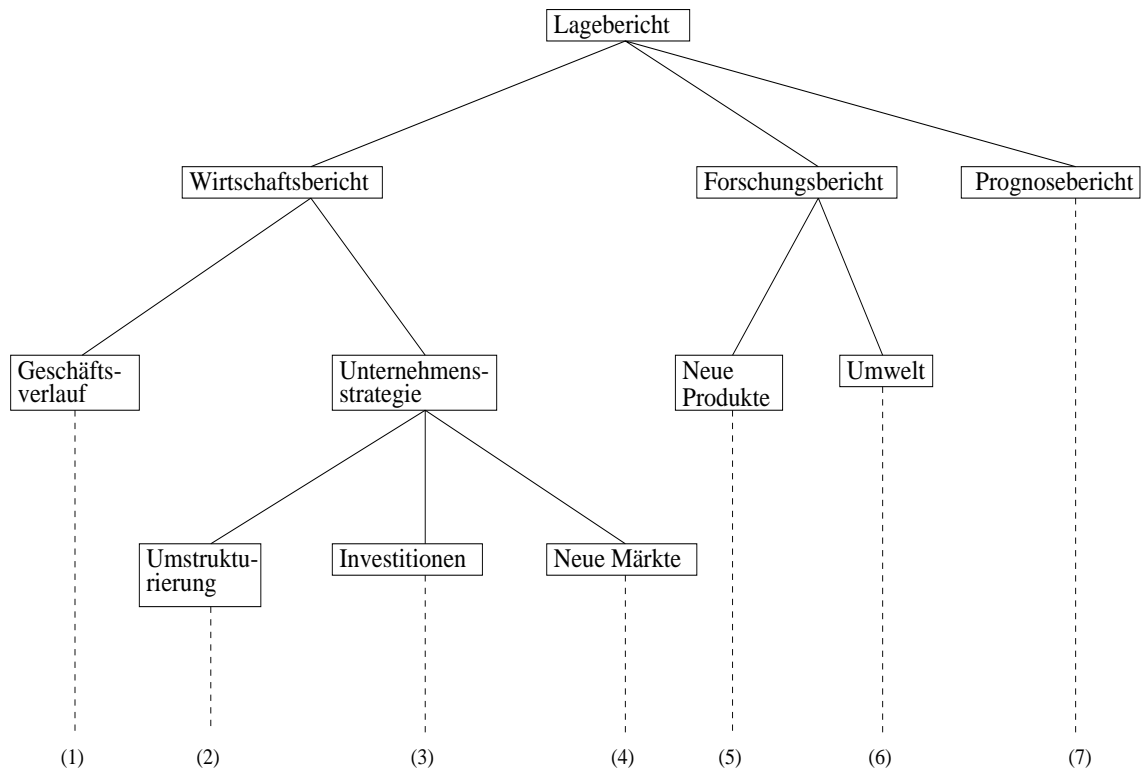 Lagebericht
Wirtschaftsbericht
Forschungsbericht
Prognosebericht
Geschäfts-
verlauf
Unternehmens-
strategie
Neue
Produkte
Umwelt
Umstruktu-
rierung
Investitionen
Neue Märkte
(1)
(2)
(3)
(4)
(5)
(6)
(7)